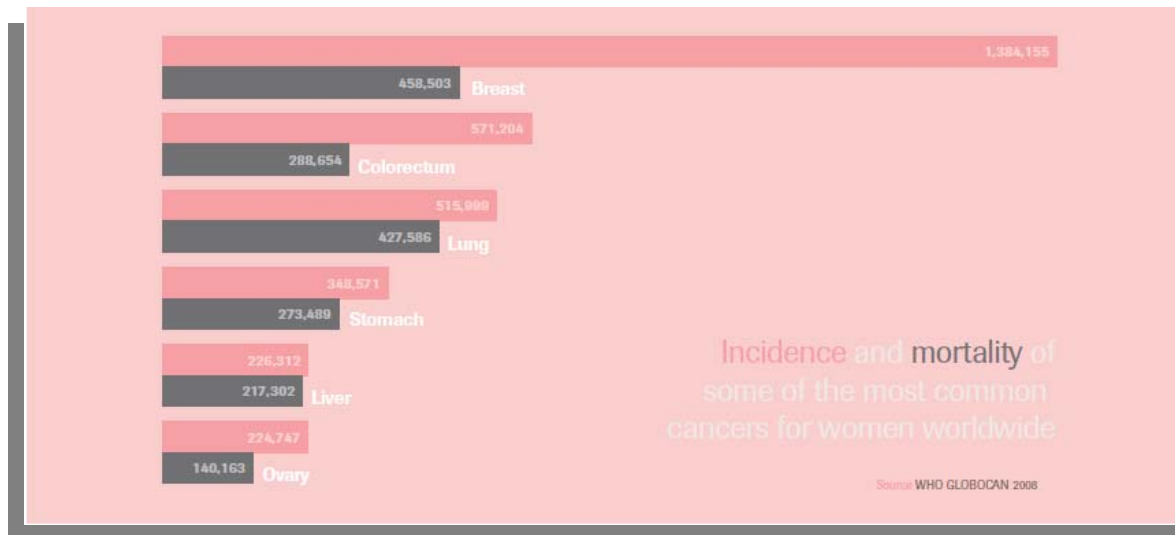 1,384,155
458,503 Breast
571,204
288,654 Colorectum
515,999
427,586 Lung
348,571
273,489 Stomach
226,312
217,302 Liver
224,747
140,163 Ovary
Incidence and mortality of
some of the most common
cancers for women worldwide
Source WHO GLOBOCAN 2008